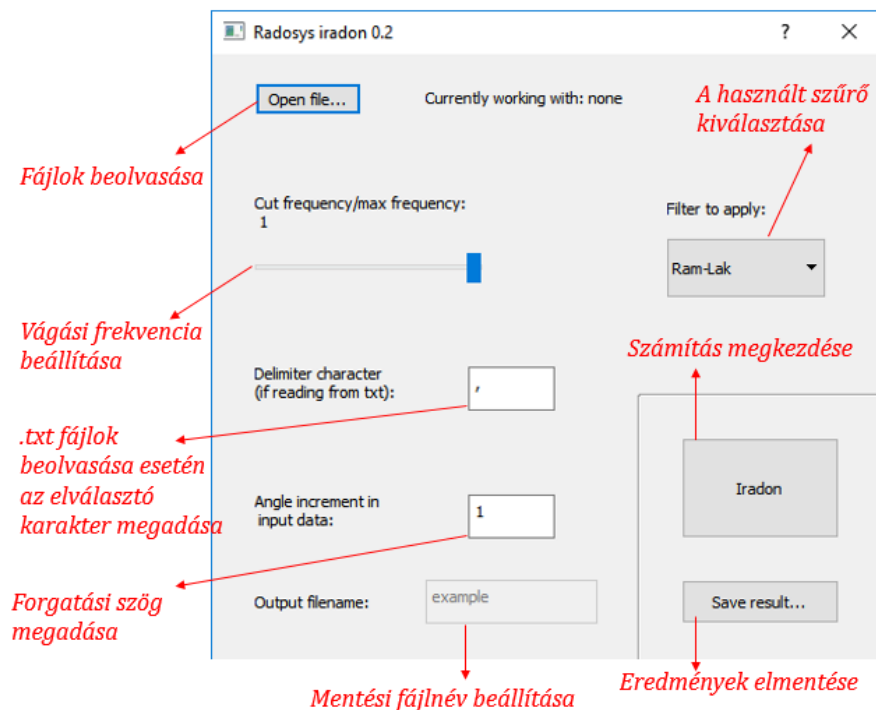 Radosys iradon 0.2
?
Open file...
Currently working with: none
A használt szűrő
kiválasztása
Fájlok beolvasása
Cut frequency/max frequency:
1
Filter to apply:
Ram-Lak
Vágási frekvencia
beállítása
Számítás megkezdése
Delimiter character
(if reading from txt):
,
.txt fájlok
beolvasása esetén
az elválasztó
karakter megadása
Angle increment in
input data:
1
Iradon
Forgatási szög
megadása
Output filename:
example
Save result...
Mentési fájlnév beállítása
Eredmények elmentése